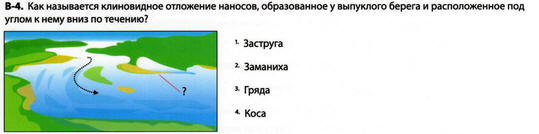 В-4. Как называется клиновидное отложение наносов, образованное у выпуклого берега и расположенное под
углом к нему вниз по течению?
?
1. Заструга
2. Заманиха
3. Гряда
4. Коса